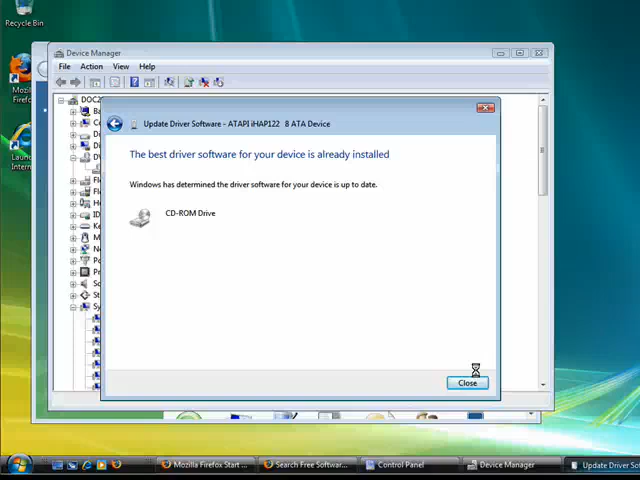 Recycle Bin
Device Manager
File Action View Help
DOC2
Update Driver Software - ATAPI iHAP122 8 ATA Device
The best driver software for your device is already installed
Windows has determined the driver software for your device is up to date.
CD-ROM Drive
Close
Mozilla Firefox Start ...
Search Free Software...
Control Panel
Device Manager
Update Driver Sof